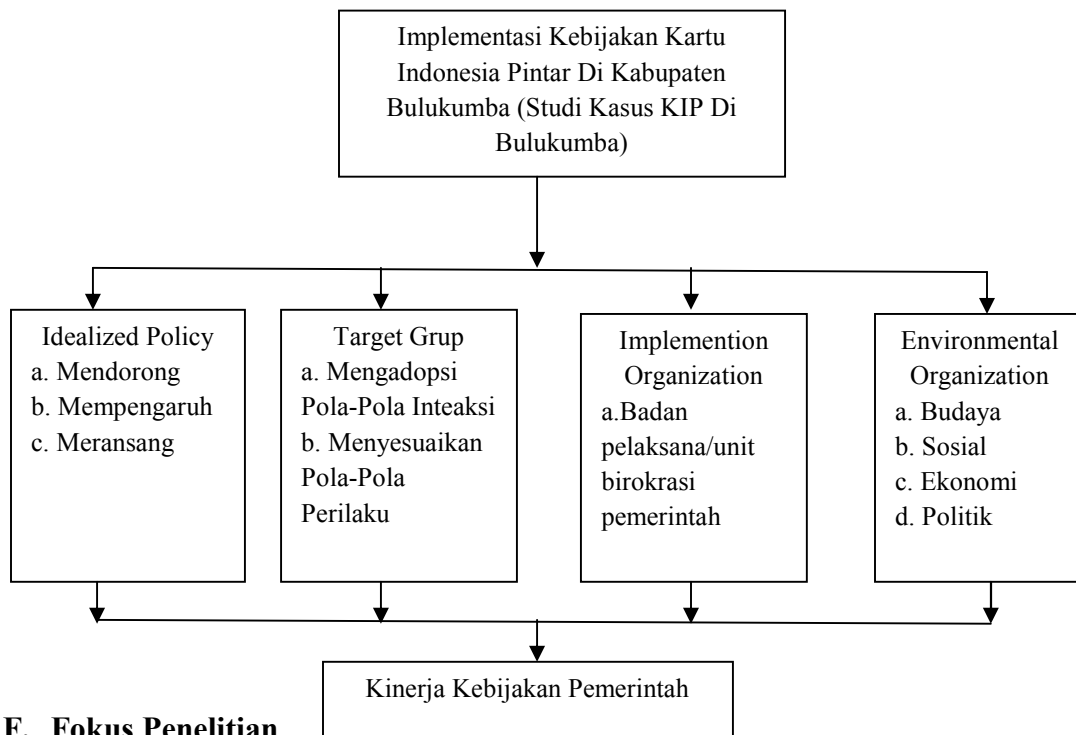 Implementasi Kebijakan Kartu
Indonesia Pintar Di Kabupaten
Bulukumba (Studi Kasus KIP Di
Bulukumba)
Idealized Policy
a. Mendorong
b. Mempengaruh
c. Meransang
Target Grup
a. Mengadopsi
Pola-Pola Inteaksi
b. Menyesuaikan
Pola-Pola
Perilaku
Implemention
Organization
a.Badan
pelaksana/unit
birokrasi
pemerintah
Environmental
Organization
a. Budaya
b. Sosial
c. Ekonomi
d. Politik
Kinerja Kebijakan Pemerintah
E. Fokus Penelitian